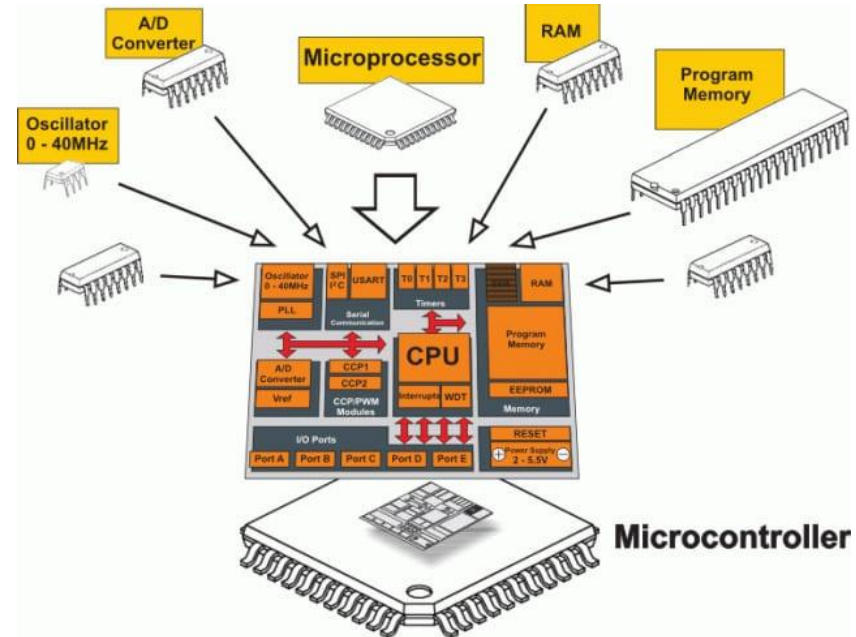 A/D
Converter
Microprocessor
RAM
Program
Memory
Oscillator
0 - 40MHz
Oscillator
0 - 40MHz
PLL
SPI
I²C
USART
Serial
Communication
T0 T1 T2 T3
Timers
RAM
Program
Memory
EEPROM
Memory
A/D
Converter
Vref
CCP1
CCP2
CCP/PWM
Modules
CPU
Interrupts
WDT
I/O Ports
Port A
Port B
Port C
Port D
Port E
RESET
+ Power Supply −
2 - 5.5V
Microcontroller